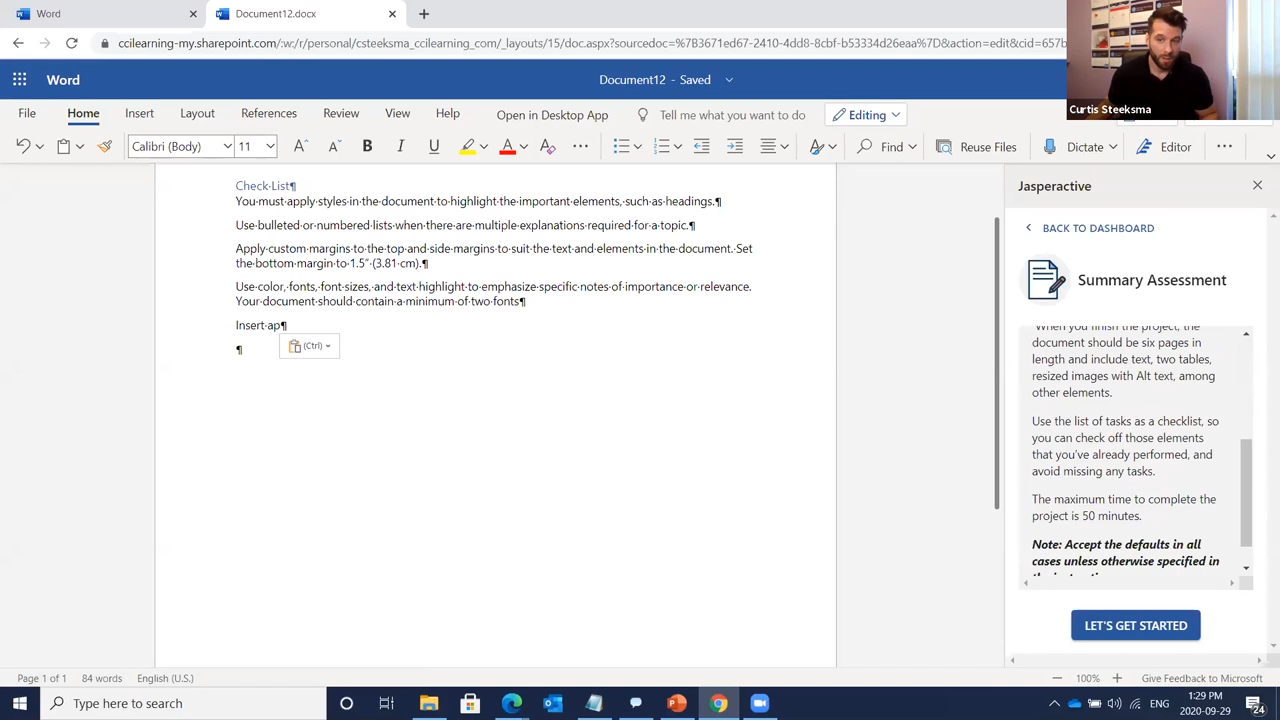 Word
Document12.docx
ccilearning-my.sharepoint.com/:w:/r/personal/csteeksma_ccilearning_com/_layouts/15/doc.aspx?sourcedoc=%7B3671ed67-2410-4dd8-8cbf-b53334d26eaa%7D&action=edit&cid=657b
Curtis Steeksma
Word
Document12 - Saved
File Home Insert Layout References Review View Help Open in Desktop App Tell me what you want to do Editing
Calibri (Body) 11 A A B I U A A Find Reuse Files Dictate Editor
Check·List¶
You·must·apply·styles·in·the·document·to·highlight·the·important·elements,·such·as·headings.¶
Use·bulleted·or·numbered·lists·when·there·are·multiple·explanations·required·for·a·topic.¶
Apply·custom·margins·to·the·top·and·side·margins·to·suit·the·text·and·elements·in·the·document.·Set
the·bottom·margin·to·1.5"·(3.81·cm).¶
Use·color,·fonts,·font·sizes,·and·text·highlight·to·emphasize·specific·notes·of·importance·or·relevance.
Your·document·should·contain·a·minimum·of·two·fonts¶
Insert·ap¶
¶
(Ctrl)
Jasperactive
BACK TO DASHBOARD
Summary Assessment
When you finish the project, the
document should be six pages in
length and include text, two tables,
resized images with Alt text, among
other elements.
Use the list of tasks as a checklist, so
you can check off those elements
that you've already performed, and
avoid missing any tasks.
The maximum time to complete the
project is 50 minutes.
Note: Accept the defaults in all
cases unless otherwise specified in
LET'S GET STARTED
Page 1 of 1 84 words English (U.S.) 100% Give Feedback to Microsoft
Type here to search
ENG
1:29 PM
2020-09-29
24